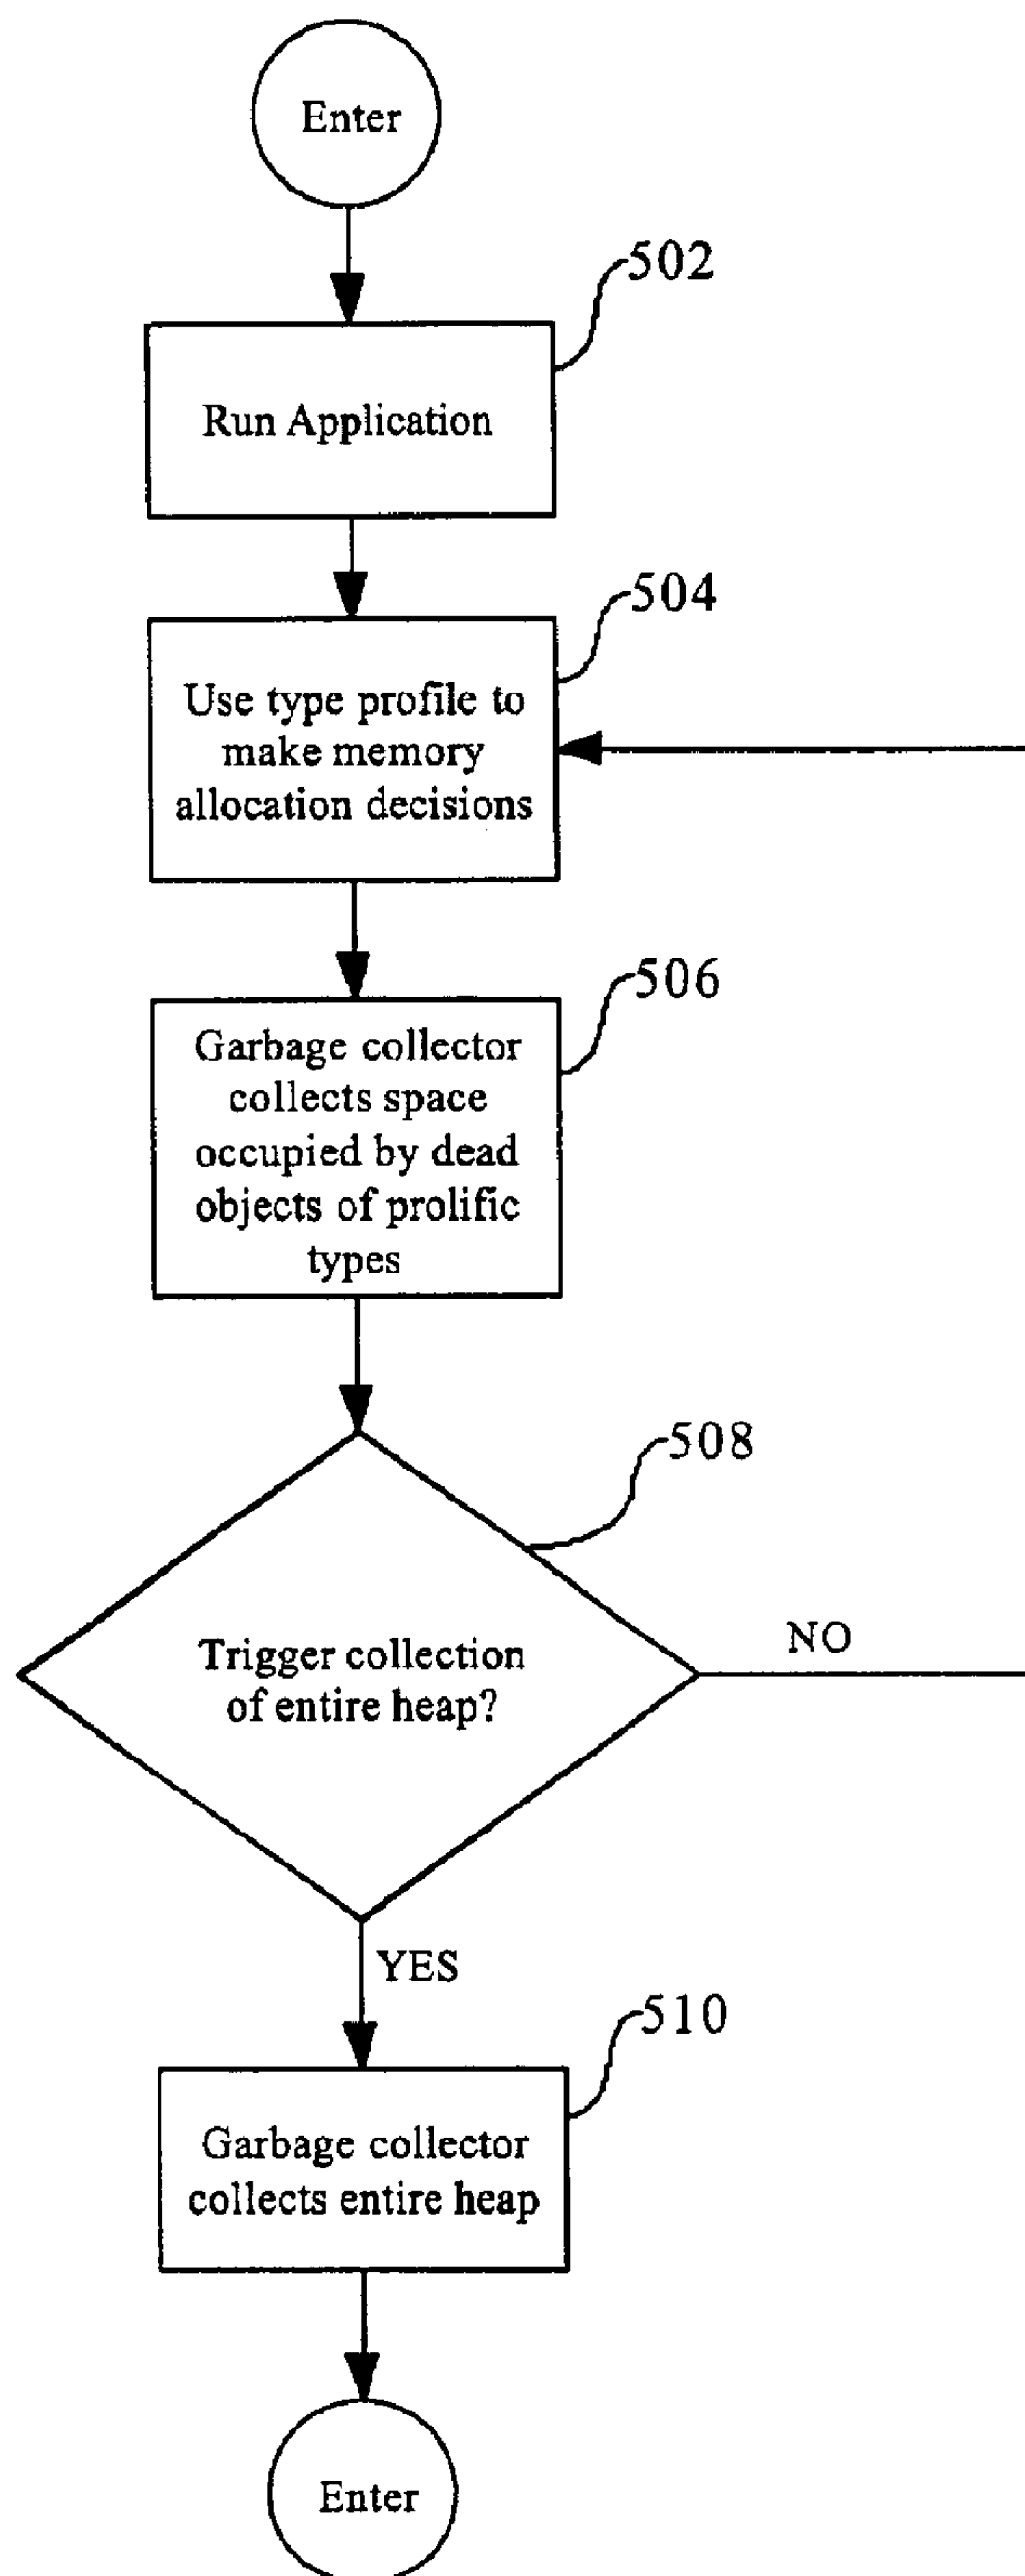 Enter
502
Run Application
504
Use type profile to
make memory
allocation decisions
506
Garbage collector
collects space
occupied by dead
objects of prolific
types
508
Trigger collection
of entire heap?
NO
YES
510
Garbage collector
collects entire heap
Enter